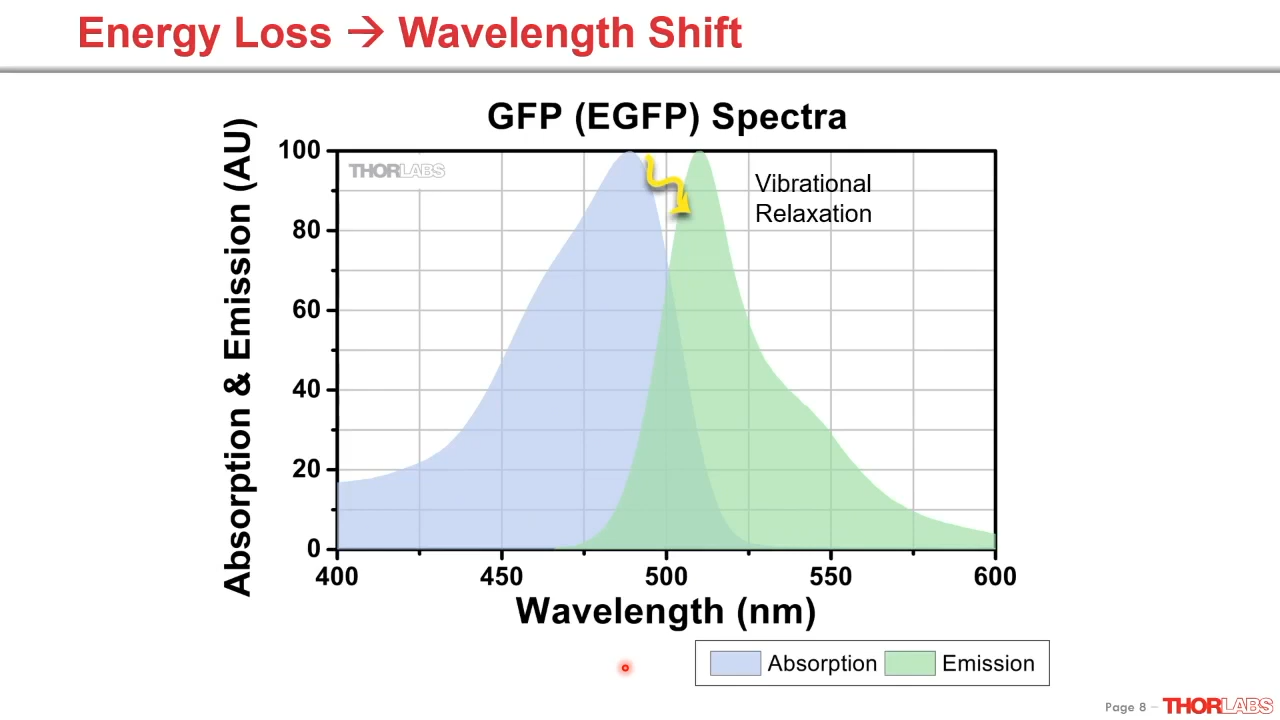 Energy Loss → Wavelength Shift
GFP (EGFP) Spectra
Absorption & Emission (AU)
100
80
60
40
20
0
THORLABS
Vibrational
Relaxation
400 450 500 550 600
Wavelength (nm)
Absorption Emission
Page 8 – THORLABS